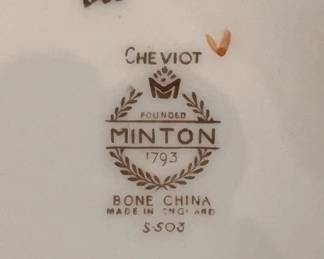 CHEVIOT
M
FOUNDED
MINTON
1793
BONE CHINA
MADE IN ENGLAND
S-503